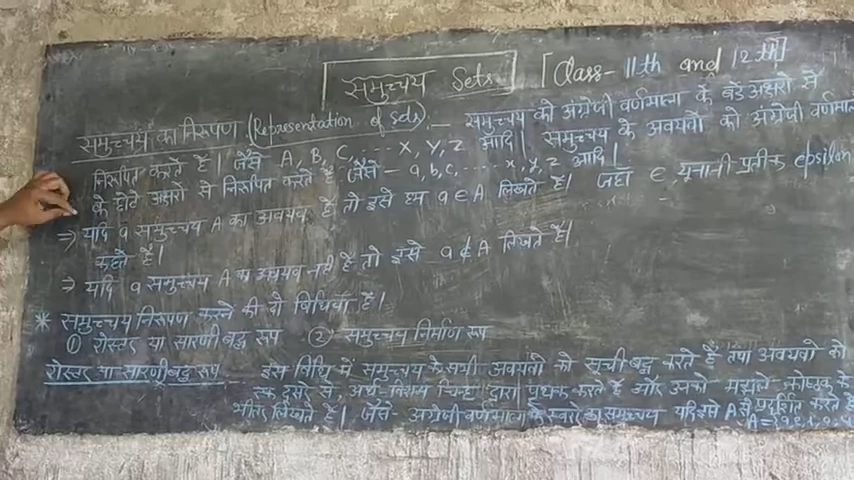 समुच्चय Sets [Class- 11th and 12th]
समुच्चय का निरूपण (Representation of Sets) — समुच्चय को अंग्रेजी वर्णमाला के बड़े अक्षरों से
निरूपित करते हैं। जैसे A, B, C, .... X, Y, Z आदि। समुच्चय के अवयवों को अंग्रेजी वर्णमाला
के छोटे अक्षरों से निरूपित करते हैं जैसे - a, b, c, .... x, y, z आदि।
⇒ यदि a समुच्चय A का अवयव है तो इसे हम a ∈ A लिखते हैं। जहाँ ∈, यूनानी प्रतीक epsilon
कहते हैं।
⇒ यदि a समुच्चय A का अवयव नहीं है तो इसे a ∉ A लिखते हैं।
* समुच्चय निरूपण करने की दो बिधियाँ हैं।
① रोस्टर या सारणीबद्ध रूप ② समुच्चय निर्माण रूप
रोस्टर या सारणीबद्ध रूप इस बिधि में समुच्चय के सभी अवयवों को सूची बद्ध करते हैं तथा अवयवों को
एक दूसरे से, अर्ध-विराम चिन्ह द्वारा पृथक करते हैं और उनको मझले कोष्ठक के
भीतर लिखते हैं। जैसे- अंग्रेजी वर्णमाला के स्वरों का समुच्चय यदि इसे A से प्रदर्शित करते हैं
A = {a, e, i, o, u